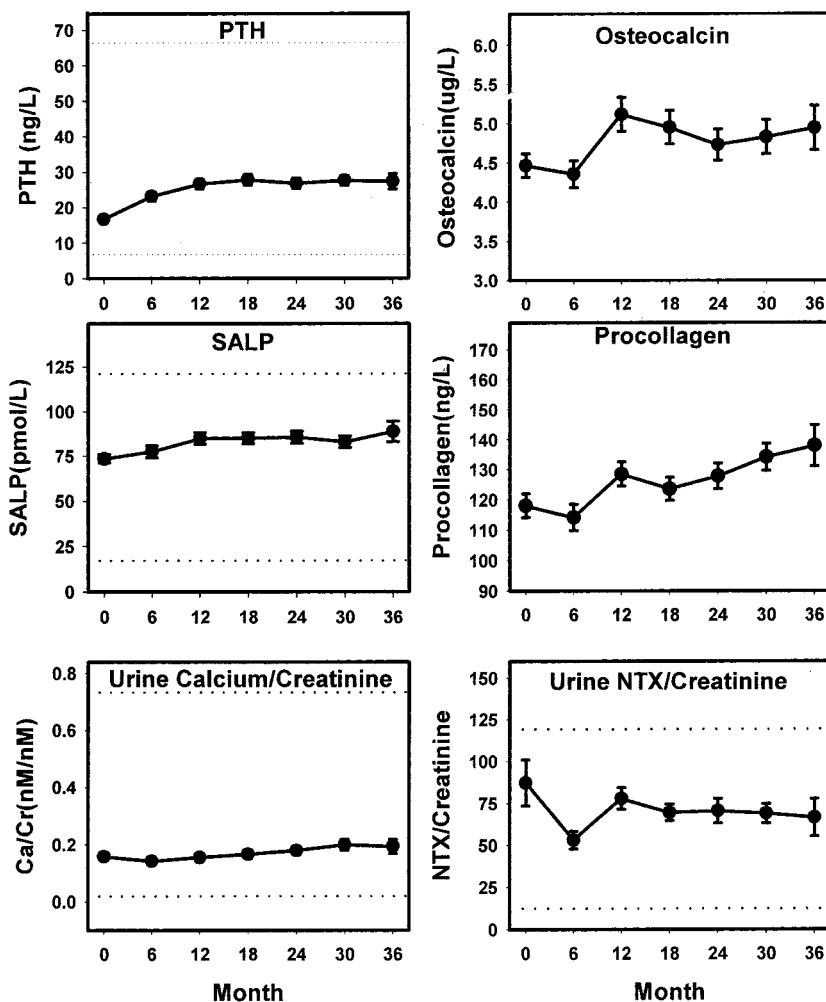 PTH
PTH (ng/L)
70
60
50
40
30
20
10
0
0 6 12 18 24 30 36
Osteocalcin
Osteocalcin(ug/L)
6.0
5.5
5.0
4.5
4.0
3.5
3.0
0 6 12 18 24 30 36
SALP
SALP(pmol/L)
125
100
75
50
25
0
0 6 12 18 24 30 36
Procollagen
Procollagen(ng/L)
170
160
150
140
130
120
110
100
90
0 6 12 18 24 30 36
Urine Calcium/Creatinine
Ca/Cr(nM/nM)
0.8
0.6
0.4
0.2
0.0
0 6 12 18 24 30 36
Month
Urine NTX/Creatinine
NTX/Creatinine
150
125
100
75
50
25
0
0 6 12 18 24 30 36
Month